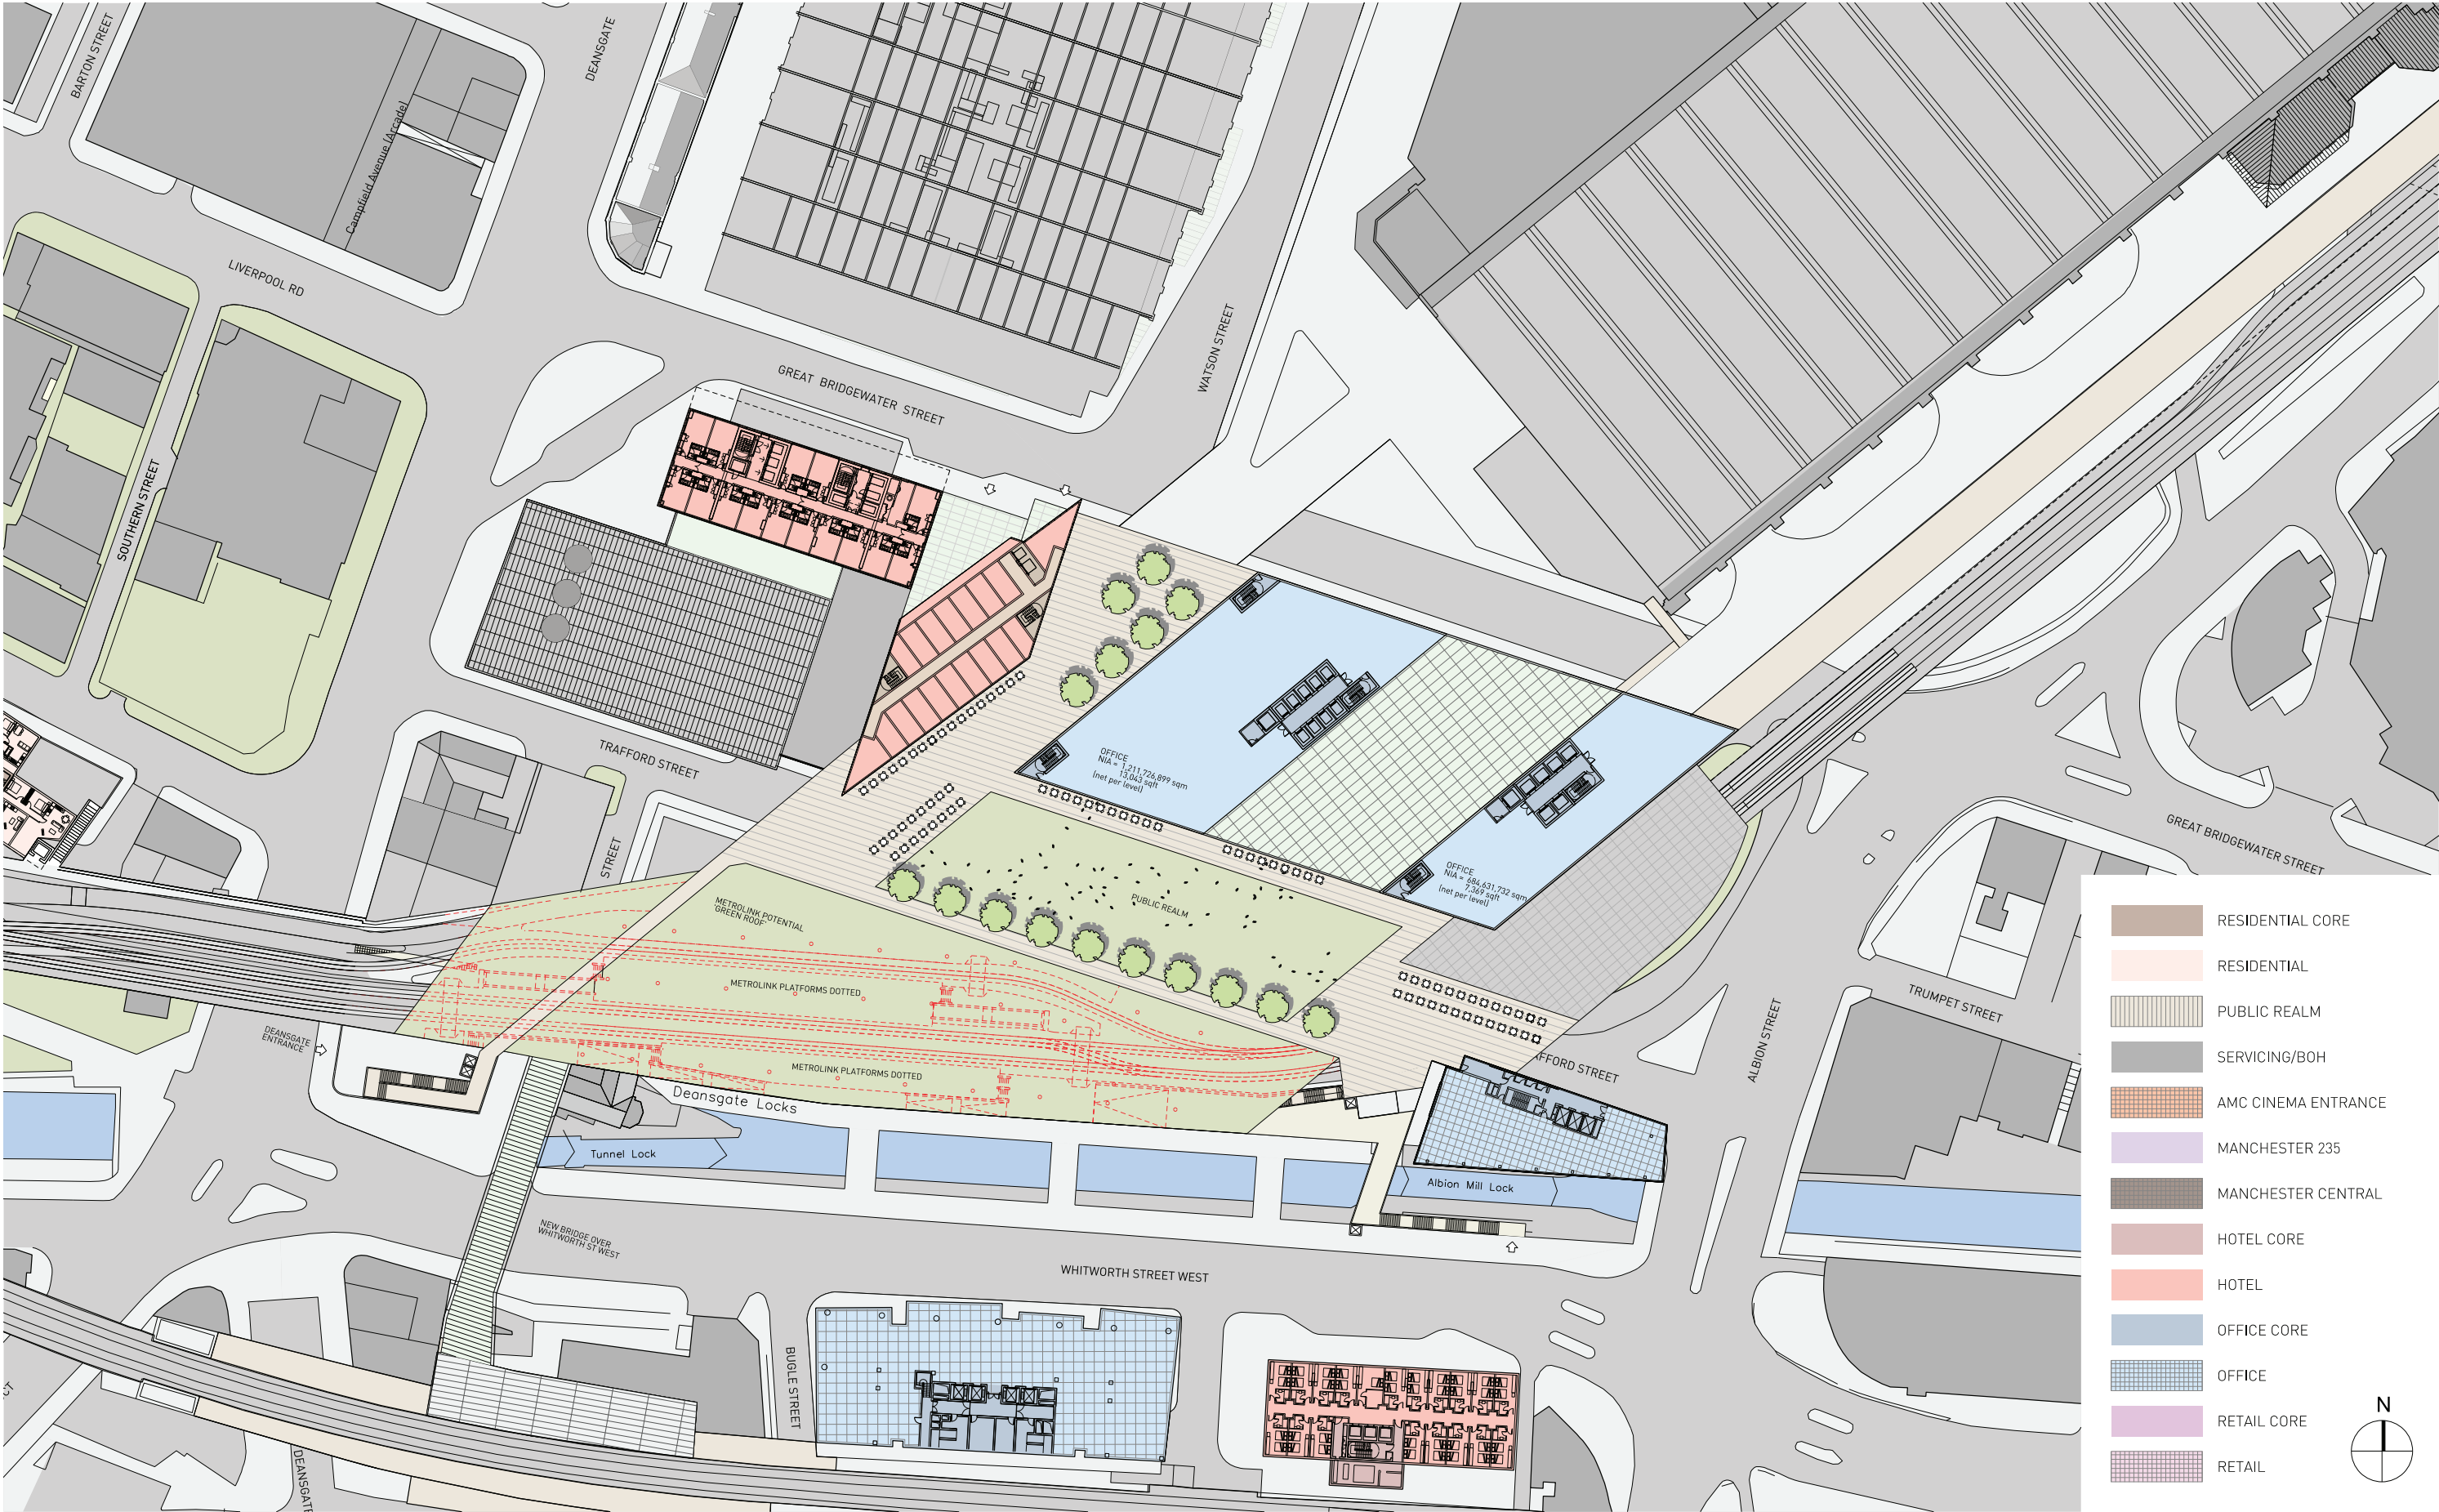 BARTON STREET
DEANSGATE
Campfield Avenue (Arcade)
LIVERPOOL RD
GREAT BRIDGEWATER STREET
WATSON STREET
SOUTHERN STREET
TRAFFORD STREET
STREET
OFFICE
NIA = 1,211,726,899 sqm
13,043 sqft
(net per level)
OFFICE
NIA = 684,631,732 sqm
7,369 sqft
(net per level)
GREAT BRIDGEWATER STREET
PUBLIC REALM
METROLINK POTENTIAL
'GREEN ROOF'
METROLINK PLATFORMS DOTTED
METROLINK PLATFORMS DOTTED
DEANSGATE
ENTRANCE
Deansgate Locks
Tunnel Lock
Albion Mill Lock
AFFORD STREET
ALBION STREET
TRUMPET STREET
NEW BRIDGE OVER
WHITWORTH ST WEST
WHITWORTH STREET WEST
BUGLE STREET
DEANSGATE
RESIDENTIAL CORE
RESIDENTIAL
PUBLIC REALM
SERVICING/BOH
AMC CINEMA ENTRANCE
MANCHESTER 235
MANCHESTER CENTRAL
HOTEL CORE
HOTEL
OFFICE CORE
OFFICE
RETAIL CORE
RETAIL
N